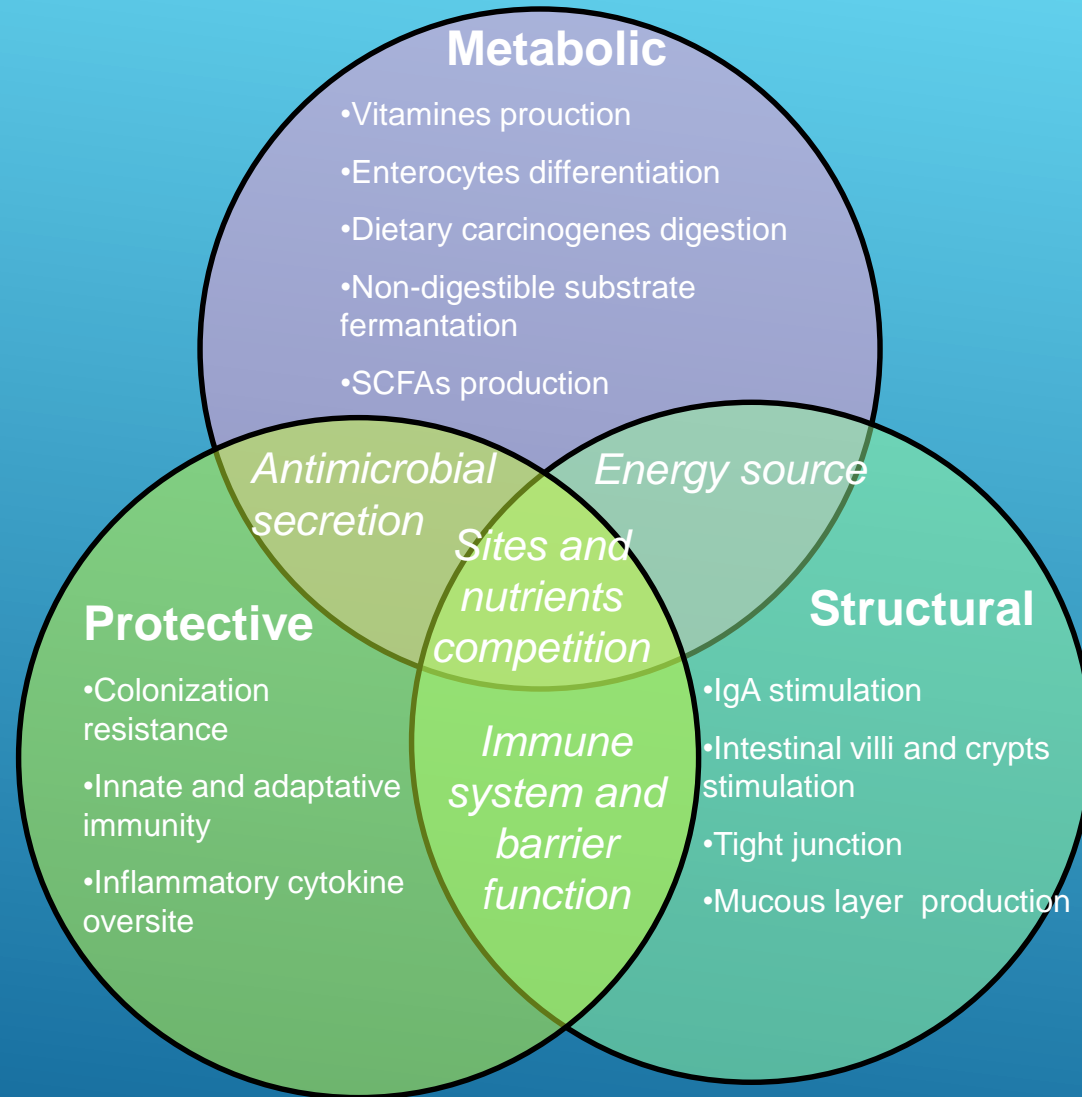 Metabolic
•Vitamines prouction
•Enterocytes differentiation
•Dietary carcinogenes digestion
•Non-digestible substrate
fermantation
•SCFAs production
Antimicrobial
secretion
Energy source
Sites and
nutrients
competition
Protective
•Colonization
resistance
•Innate and adaptative
immunity
•Inflammatory cytokine
oversite
Immune
system and
barrier
function
Structural
•IgA stimulation
•Intestinal villi and crypts
stimulation
•Tight junction
•Mucous layer  production